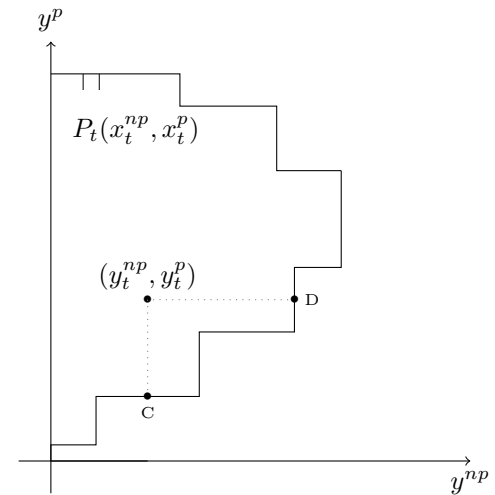 y^p
P_t(x_t^{np}, x_t^p)
(y_t^{np}, y_t^p)
D
C
y^{np}